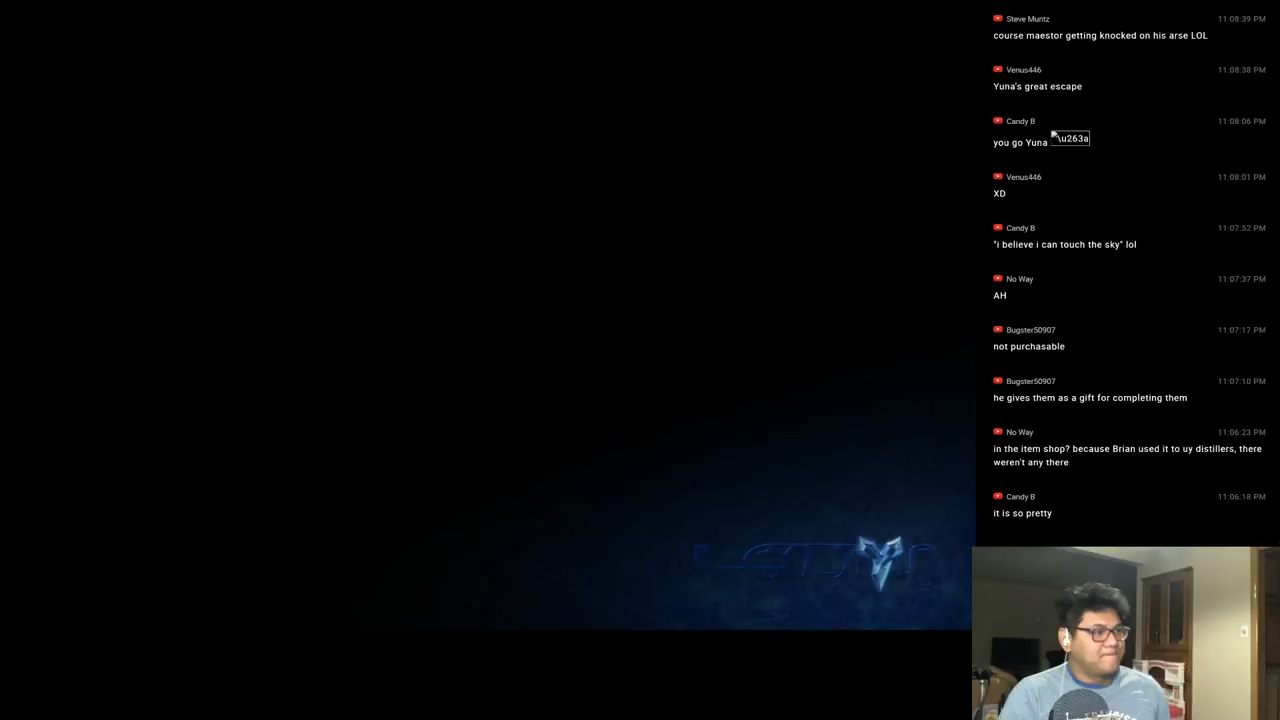 Steve Muntz 11:08:39 PM
course maestor getting knocked on his arse LOL
Venus446 11:08:38 PM
Yuna's great escape
Candy B 11:08:06 PM
you go Yuna \u263a
Venus446 11:08:01 PM
XD
Candy B 11:07:52 PM
"i believe i can touch the sky" lol
No Way 11:07:37 PM
AH
Bugster50907 11:07:17 PM
not purchasable
Bugster50907 11:07:10 PM
he gives them as a gift for completing them
No Way 11:06:23 PM
in the item shop? because Brian used it to uy distillers, there
weren't any there
Candy B 11:06:18 PM
it is so pretty